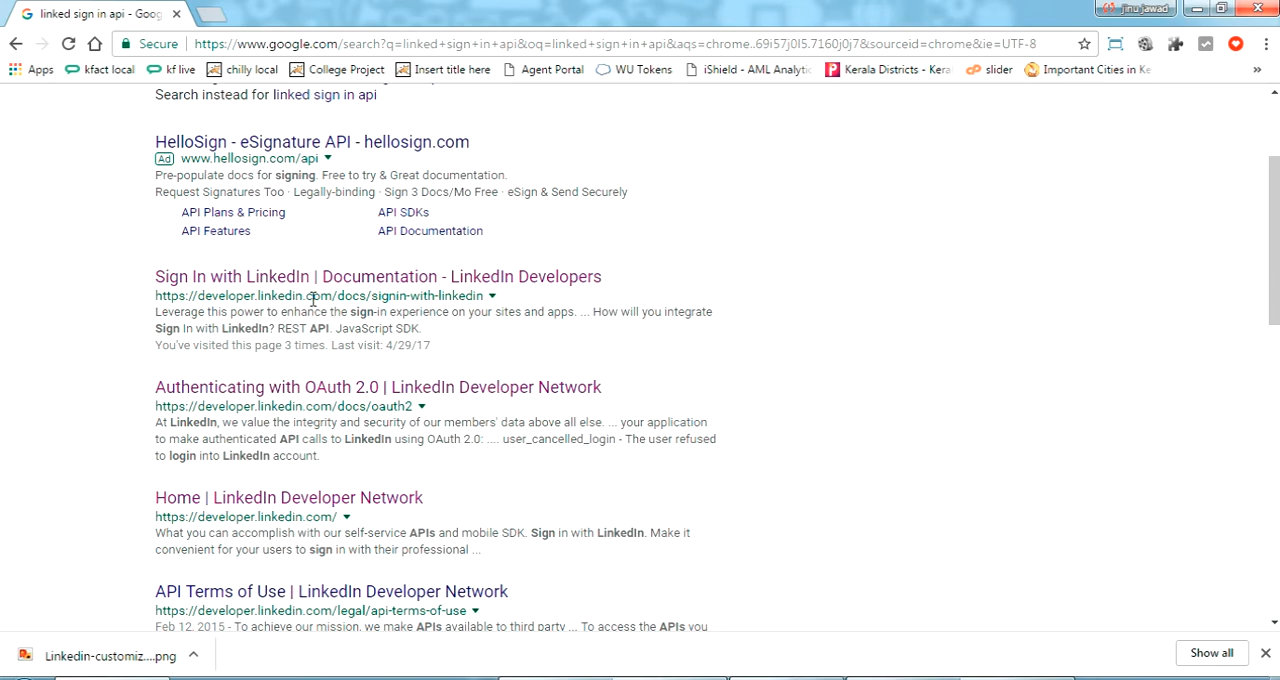 linked sign in api - Goog
jinu jawad
Secure
https://www.google.com/search?q=linked+sign+in+api&oq=linked+sign+in+api&aqs=chrome..69i57j0l5.7160j0j7&sourceid=chrome&ie=UTF-8
Apps kfact local kf live chilly local College Project Insert title here Agent Portal WU Tokens iShield - AML Analytic Kerala Districts - Kera slider Important Cities in Ke »
Search instead for linked sign in api
HelloSign - eSignature API - hellosign.com
Ad www.hellosign.com/api
Pre-populate docs for signing. Free to try & Great documentation.
Request Signatures Too · Legally-binding · Sign 3 Docs/Mo Free · eSign & Send Securely
API Plans & Pricing API SDKs
API Features API Documentation
Sign In with LinkedIn | Documentation - LinkedIn Developers
https://developer.linkedin.com/docs/signin-with-linkedin
Leverage this power to enhance the sign-in experience on your sites and apps. ... How will you integrate
Sign In with LinkedIn? REST API. JavaScript SDK.
You've visited this page 3 times. Last visit: 4/29/17
Authenticating with OAuth 2.0 | LinkedIn Developer Network
https://developer.linkedin.com/docs/oauth2
At LinkedIn, we value the integrity and security of our members' data above all else. ... your application
to make authenticated API calls to LinkedIn using OAuth 2.0: .... user_cancelled_login - The user refused
to login into LinkedIn account.
Home | LinkedIn Developer Network
https://developer.linkedin.com/
What you can accomplish with our self-service APIs and mobile SDK. Sign in with LinkedIn. Make it
convenient for your users to sign in with their professional ...
API Terms of Use | LinkedIn Developer Network
https://developer.linkedin.com/legal/api-terms-of-use
Feb 12, 2015 - To achieve our mission, we make APIs available to third party ... To access the APIs you
Linkedin-customiz....png
Show all